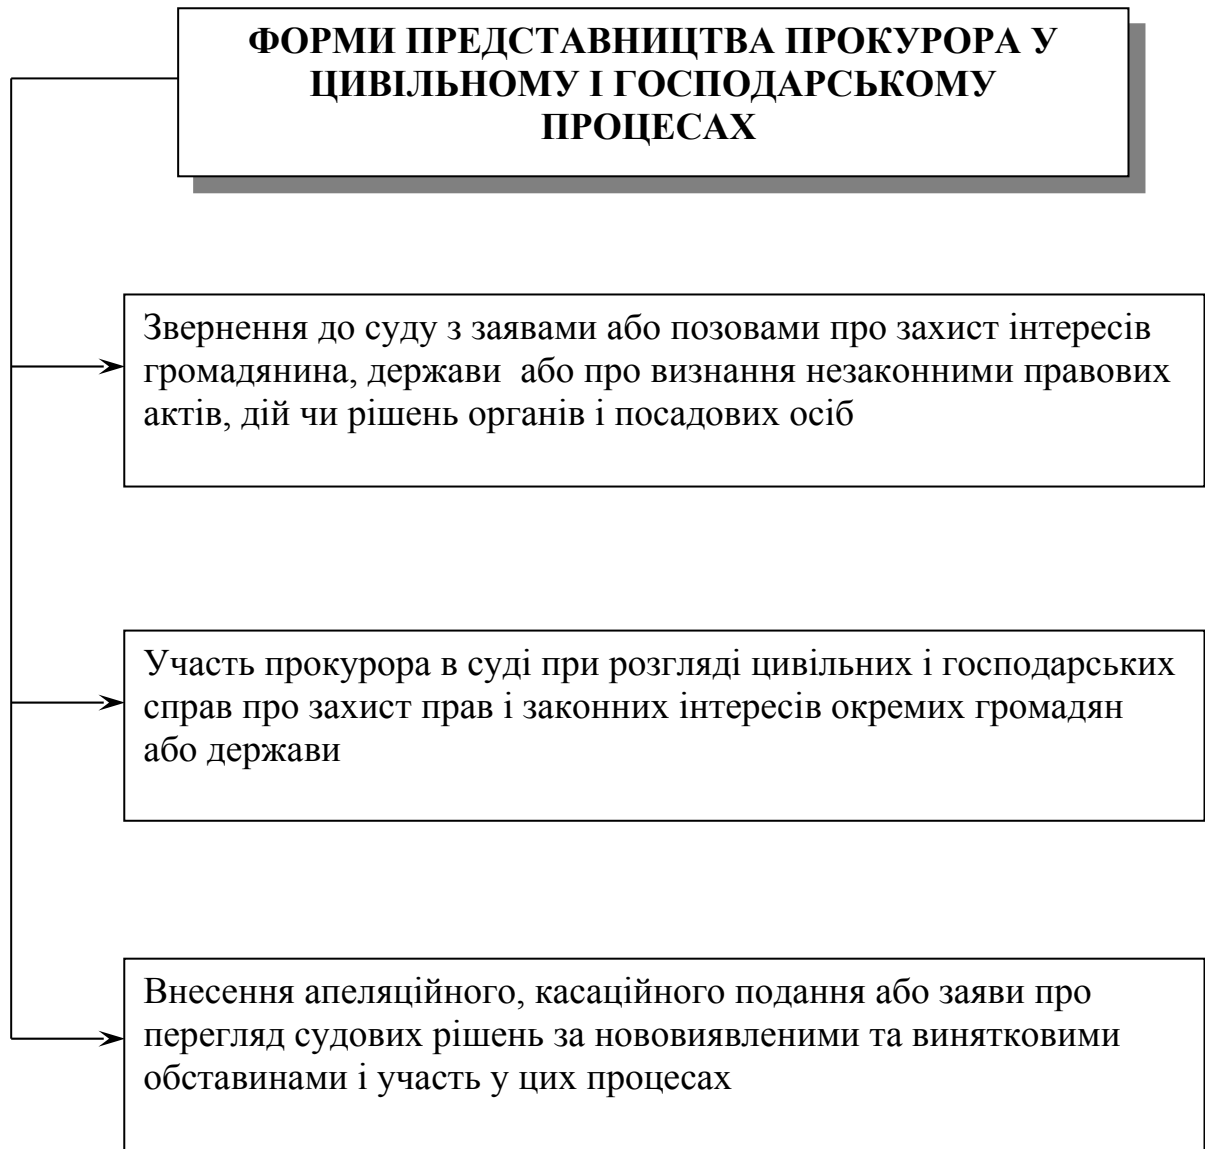 ФОРМИ ПРЕДСТАВНИЦТВА ПРОКУРОРА У
ЦИВІЛЬНОМУ І ГОСПОДАРСЬКОМУ
ПРОЦЕСАХ
Звернення до суду з заявами або позовами про захист інтересів
громадянина, держави або про визнання незаконними правових
актів, дій чи рішень органів і посадових осіб
Участь прокурора в суді при розгляді цивільних і господарських
справ про захист прав і законних інтересів окремих громадян
або держави
Внесення апеляційного, касаційного подання або заяви про
перегляд судових рішень за нововиявленими та винятковими
обставинами і участь у цих процесах